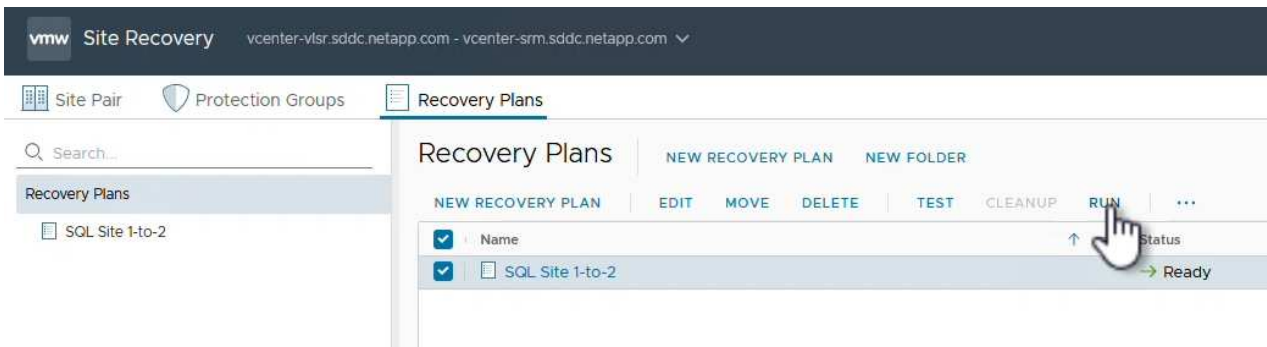 vmw Site Recovery vcenter-vlsr.sddc.netapp.com - vcenter-srm.sddc.netapp.com
Site Pair Protection Groups Recovery Plans
Search...
Recovery Plans
SQL Site 1-to-2
Recovery Plans NEW RECOVERY PLAN NEW FOLDER
NEW RECOVERY PLAN EDIT MOVE DELETE TEST CLEANUP RUN ...
Name Status
SQL Site 1-to-2 Ready